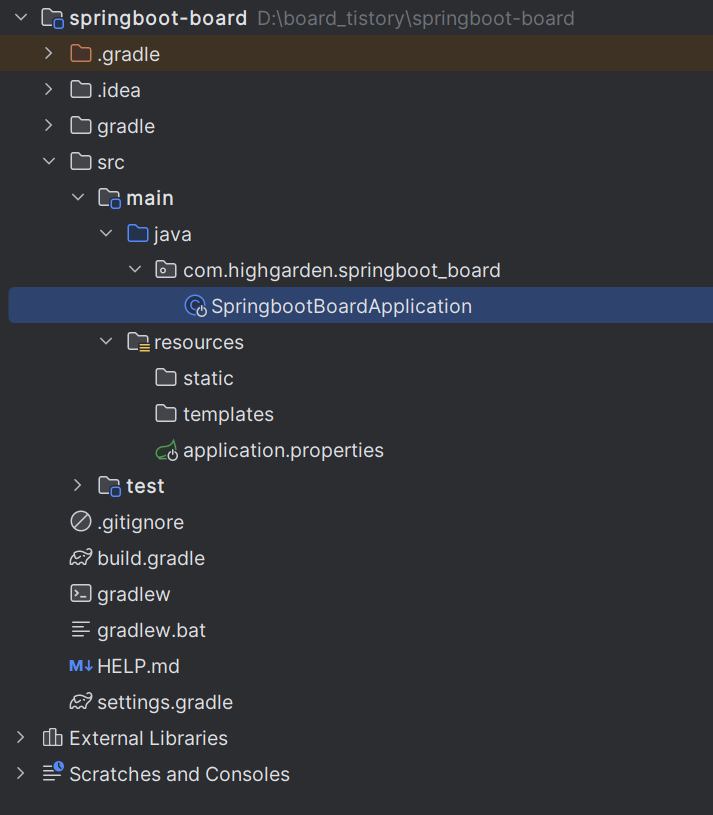 springboot-board D:\board_tistory\springboot-board
.gradle
.idea
gradle
src
main
java
com.highgarden.springboot_board
SpringbootBoardApplication
resources
static
templates
application.properties
test
.gitignore
build.gradle
gradlew
gradlew.bat
M↓ HELP.md
settings.gradle
External Libraries
Scratches and Consoles